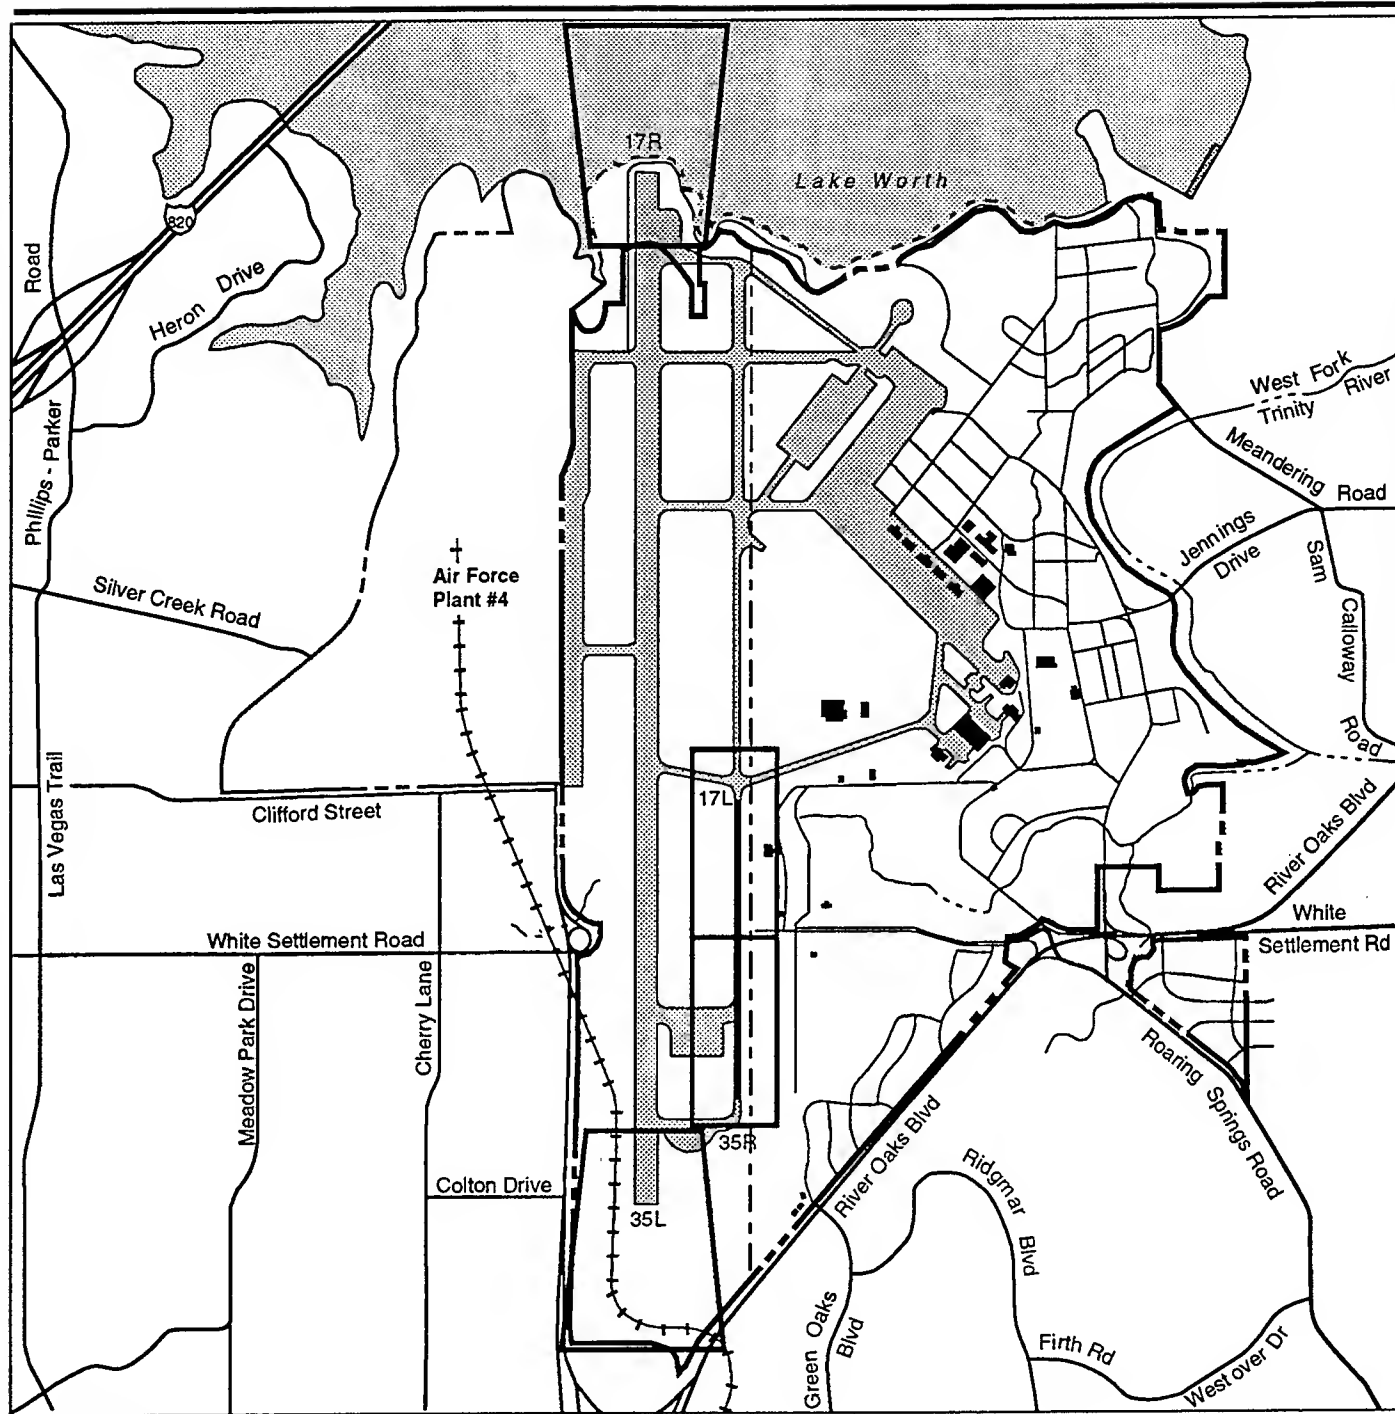 17R
Lake Worth
820
Road
Heron Drive
West Fork
Trinity River
Meandering Road
Phillips - Parker
Jennings
Drive
Sam Calloway Road
Air Force
Plant #4
Silver Creek Road
Las Vegas Trail
Clifford Street
17L
River Oaks Blvd
White
Settlement Rd
White Settlement Road
Meadow Park Drive
Cherry Lane
Roaring Springs Road
35R
River Oaks Blvd
Colton Drive
35L
Ridgmar Blvd
Green Oaks
Blvd
Firth Rd
Westover Dr